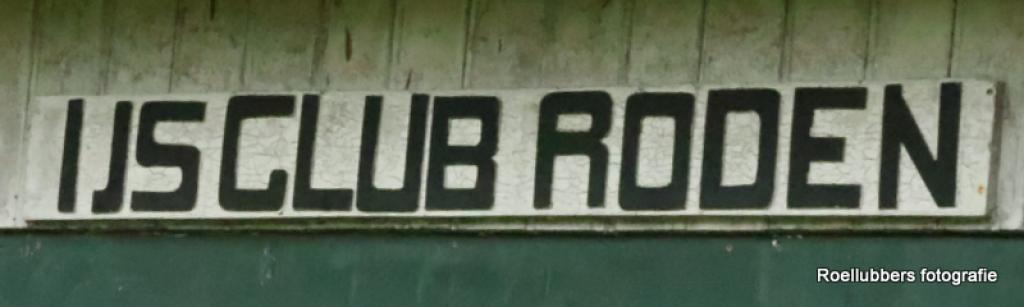 IJSCLUB RODEN
Roellubbers fotografie